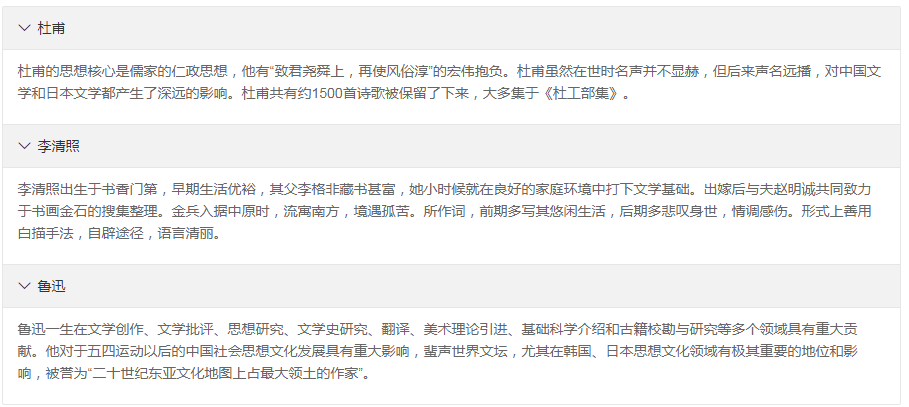 杜甫
杜甫的思想核心是儒家的仁政思想，他有“致君尧舜上，再使风俗淳”的宏伟抱负。杜甫虽然在世时名声并不显赫，但后来声名远播，对中国文
学和日本文学都产生了深远的影响。杜甫共有约1500首诗歌被保留了下来，大多集于《杜工部集》。
李清照
李清照出生于书香门第，早期生活优裕，其父李格非藏书甚富，她小时候就在良好的家庭环境中打下文学基础。出嫁后与夫赵明诚共同致力
于书画金石的搜集整理。金兵入据中原时，流寓南方，境遇孤苦。所作词，前期多写其悠闲生活，后期多悲叹身世，情调感伤。形式上善用
白描手法，自辟途径，语言清丽。
鲁迅
鲁迅一生在文学创作、文学批评、思想研究、文学史研究、翻译、美术理论引进、基础科学介绍和古籍校勘与研究等多个领域具有重大贡
献。他对于五四运动以后的中国社会思想文化发展具有重大影响，蜚声世界文坛，尤其在韩国、日本思想文化领域有极其重要的地位和影
响，被誉为“二十世纪东亚文化地图上占最大领土的作家”。